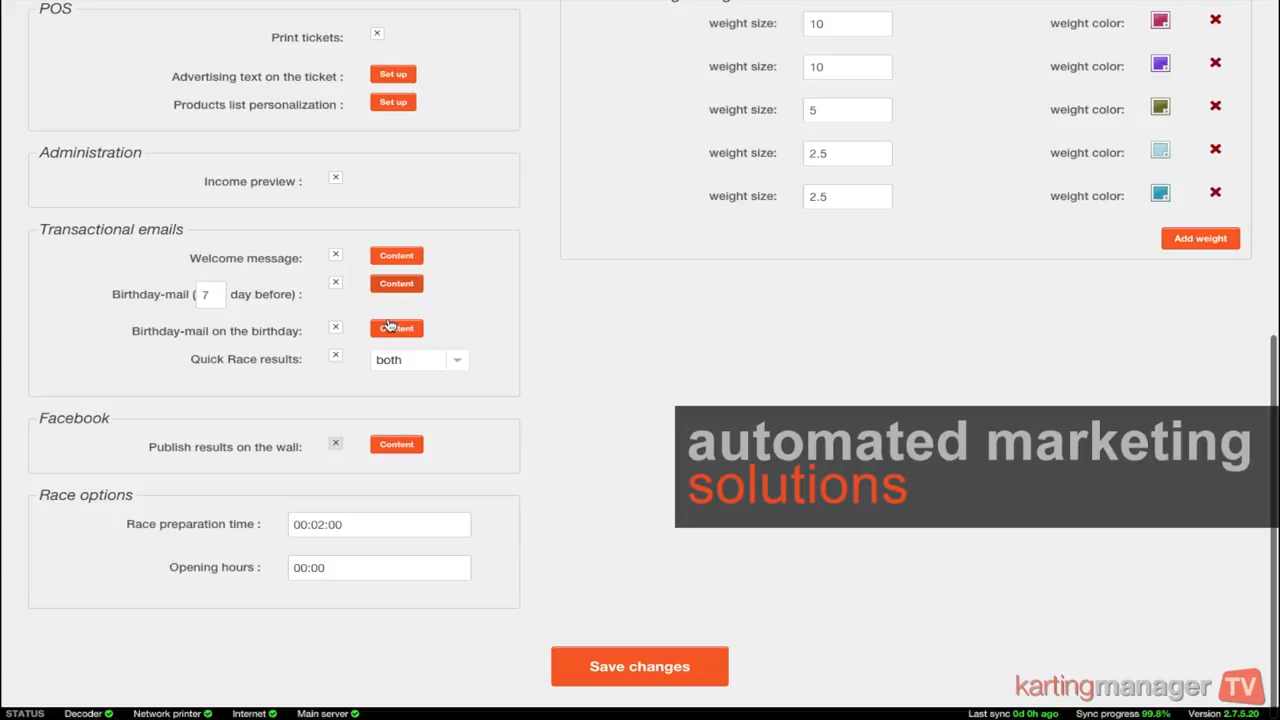 POS
Print tickets:
Advertising text on the ticket : Set up
Products list personalization : Set up
Administration
Income preview :
Transactional emails
Welcome message: Content
Birthday-mail ( 7 day before) : Content
Birthday-mail on the birthday:
Quick Race results: both
Facebook
Publish results on the wall: Content
Race options
Race preparation time : 00:02:00
Opening hours : 00:00
weight size: 10 weight color:
weight size: 10 weight color:
weight size: 5 weight color:
weight size: 2.5 weight color:
weight size: 2.5 weight color:
Add weight
automated marketing
solutions
Save changes
kartingmanager TV
STATUS Decoder Network printer Internet Main server Last sync 0d 0h ago Sync progress 99.8% Version 2.7.5.20